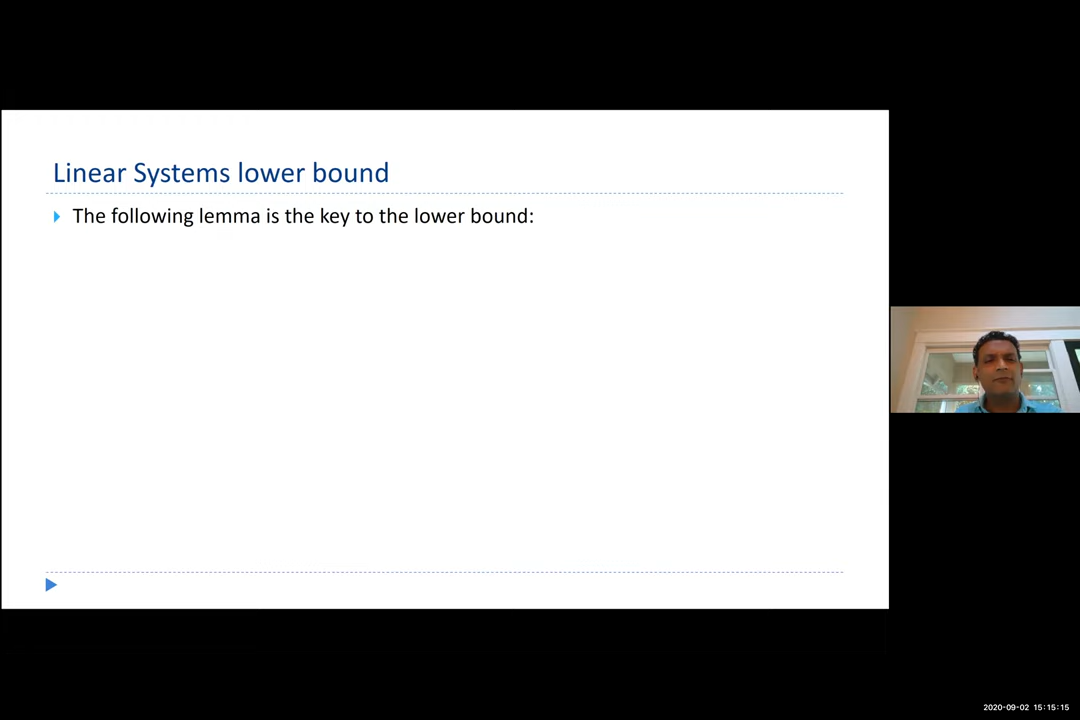 Linear Systems lower bound
The following lemma is the key to the lower bound:
2020-09-02 15:15:15